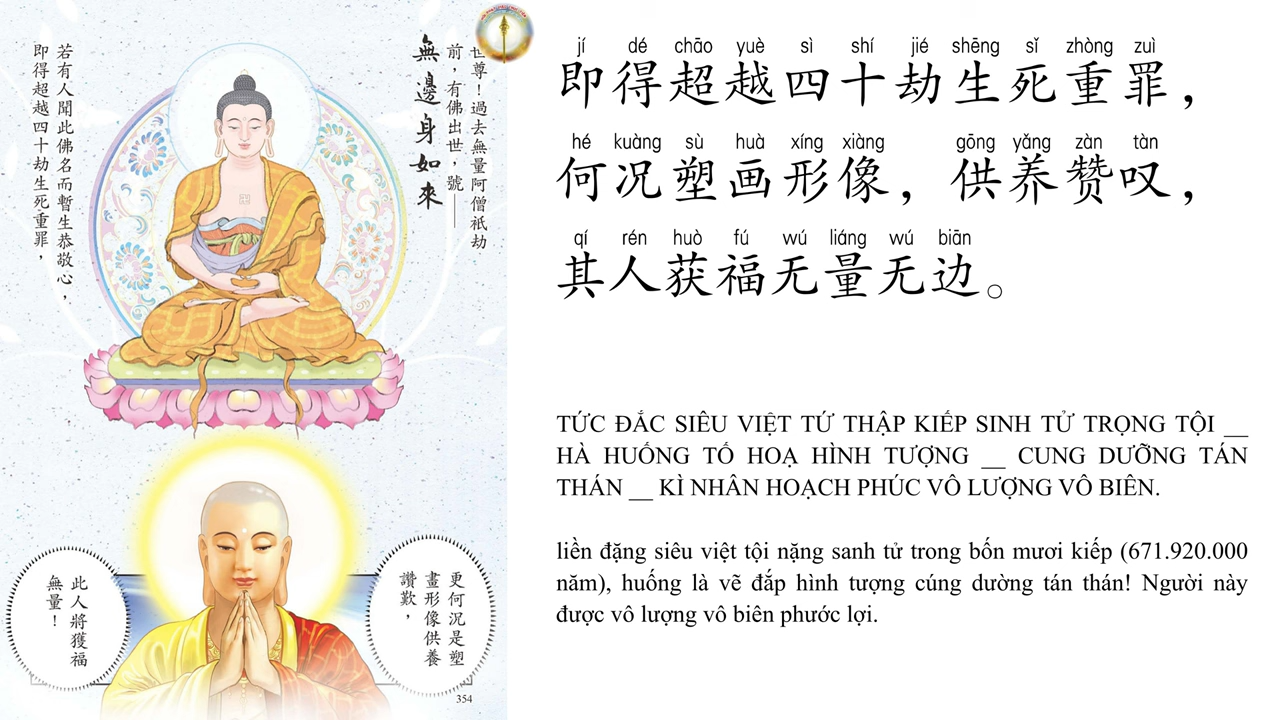 世尊！過去無量阿僧祇劫
前，有佛出世，號——
無邊身如來
若有人聞此佛名而暫生恭敬心，
即得超越四十劫生死重罪，
更何況是塑
畫形像供養
讚歎，
此人將獲福
無量！
354
jí dé chāo yuè sì shí jié shēng sǐ zhòng zuì
即得超越四十劫生死重罪，
hé kuàng sù huà xíng xiàng gōng yǎng zàn tàn
何况塑画形像，供养赞叹，
qí rén huò fú wú liáng wú biān
其人获福无量无边。
TỨC ĐẮC SIÊU VIỆT TỨ THẬP KIẾP SINH TỬ TRỌNG TỘI __
HÀ HUỐNG TỐ HOẠ HÌNH TƯỢNG __ CUNG DƯỠNG TÁN
THÁN __ KÌ NHÂN HOẠCH PHÚC VÔ LƯỢNG VÔ BIÊN.
liền đặng siêu việt tội nặng sanh tử trong bốn mươi kiếp (671.920.000
năm), huống là vẽ đắp hình tượng cúng dường tán thán! Người này
được vô lượng vô biên phước lợi.